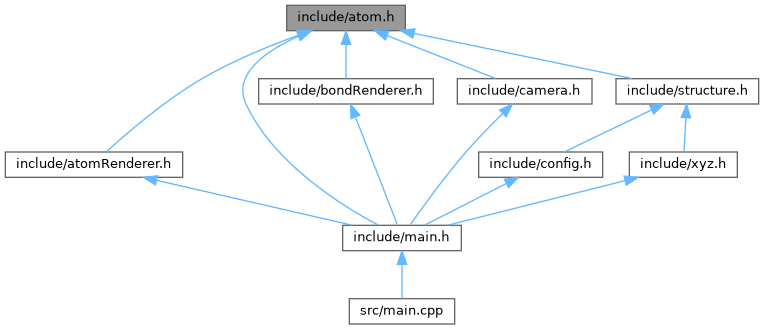 include/atom.h
include/bondRenderer.h
include/camera.h
include/structure.h
include/atomRenderer.h
include/config.h
include/xyz.h
include/main.h
src/main.cpp